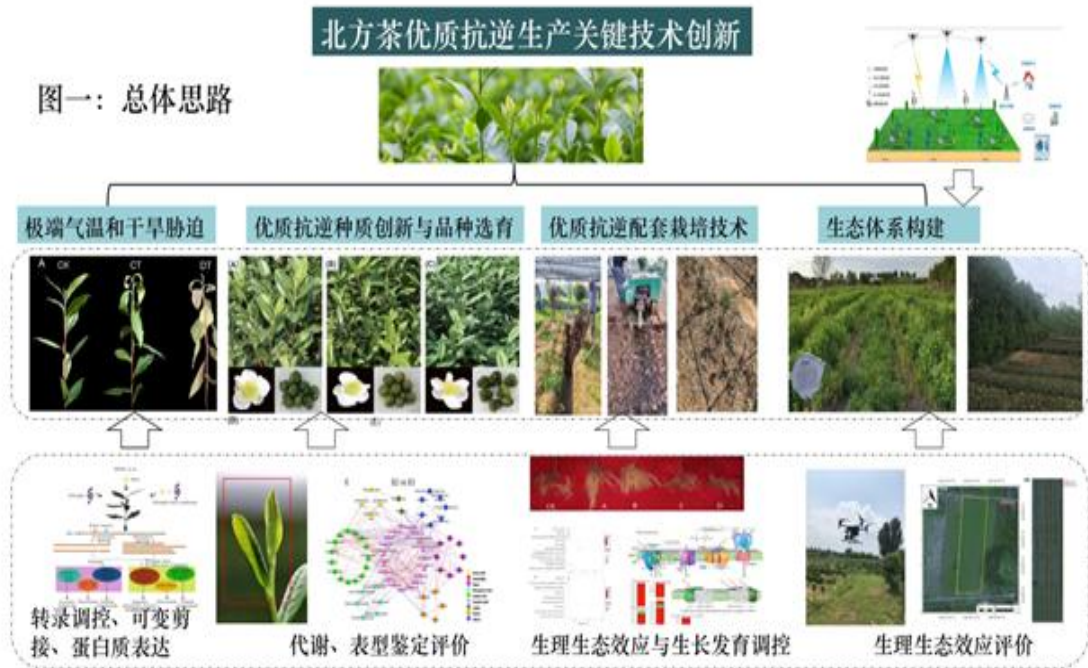 北方茶优质抗逆生产关键技术创新
图一：总体思路
极端气温和干旱胁迫
优质抗逆种质创新与品种选育
优质抗逆配套栽培技术
生态体系构建
A CK CT DT
(A) (B) (C)
转录调控、可变剪
接、蛋白质表达
代谢、表型鉴定评价
生理生态效应与生长发育调控
生理生态效应评价